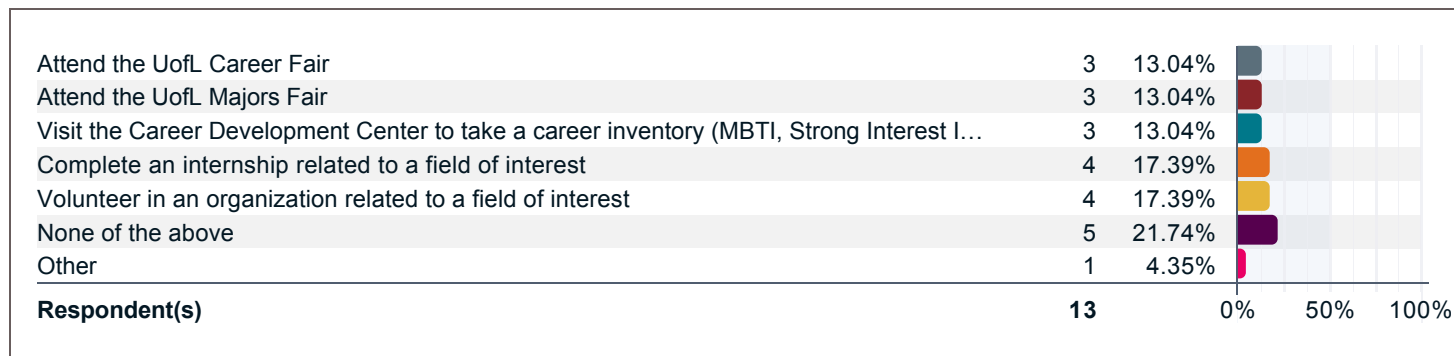 Attend the UofL Career Fair 3 13.04%
Attend the UofL Majors Fair 3 13.04%
Visit the Career Development Center to take a career inventory (MBTI, Strong Interest I… 3 13.04%
Complete an internship related to a field of interest 4 17.39%
Volunteer in an organization related to a field of interest 4 17.39%
None of the above 5 21.74%
Other 1 4.35%
Respondent(s) 13 0% 50% 100%